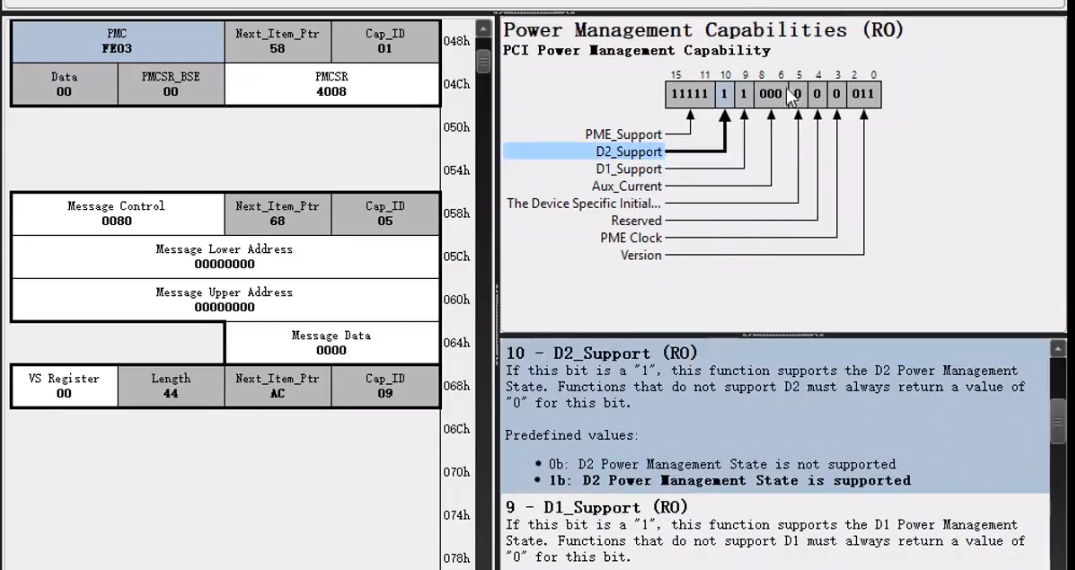 PMC Next_Item_Ptr Cap_ID
FE03 58 01 048h
Data PMCSR_BSE PMCSR
00 00 4008 04Ch
050h
054h
Message Control Next_Item_Ptr Cap_ID
0080 68 05 058h
Message Lower Address
00000000 05Ch
Message Upper Address
00000000 060h
Message Data
0000 064h
VS Register Length Next_Item_Ptr Cap_ID
00 44 AC 09 068h
06Ch
070h
074h
078h
Power Management Capabilities (RO)
PCI Power Management Capability
15 11 10 9 8 6 5 4 3 2 0
11111 1 1 000 0 0 0 011
PME_Support
D2_Support
D1_Support
Aux_Current
The Device Specific Initial...
Reserved
PME Clock
Version
10 - D2_Support (RO)
If this bit is a "1", this function supports the D2 Power Management
State. Functions that do not support D2 must always return a value of
"0" for this bit.
Predefined values:
• 0b: D2 Power Management State is not supported
• 1b: D2 Power Management State is supported
9 - D1_Support (RO)
If this bit is a "1", this function supports the D1 Power Management
State. Functions that do not support D1 must always return a value of
"0" for this bit.